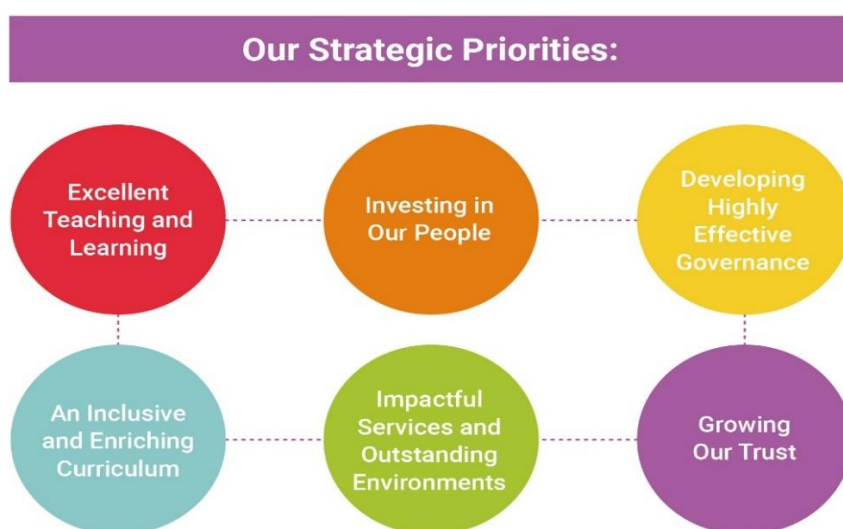 Our Strategic Priorities:
Excellent
Teaching and
Learning
Investing in
Our People
Developing
Highly
Effective
Governance
An Inclusive
and Enriching
Curriculum
Impactful
Services and
Outstanding
Environments
Growing
Our Trust